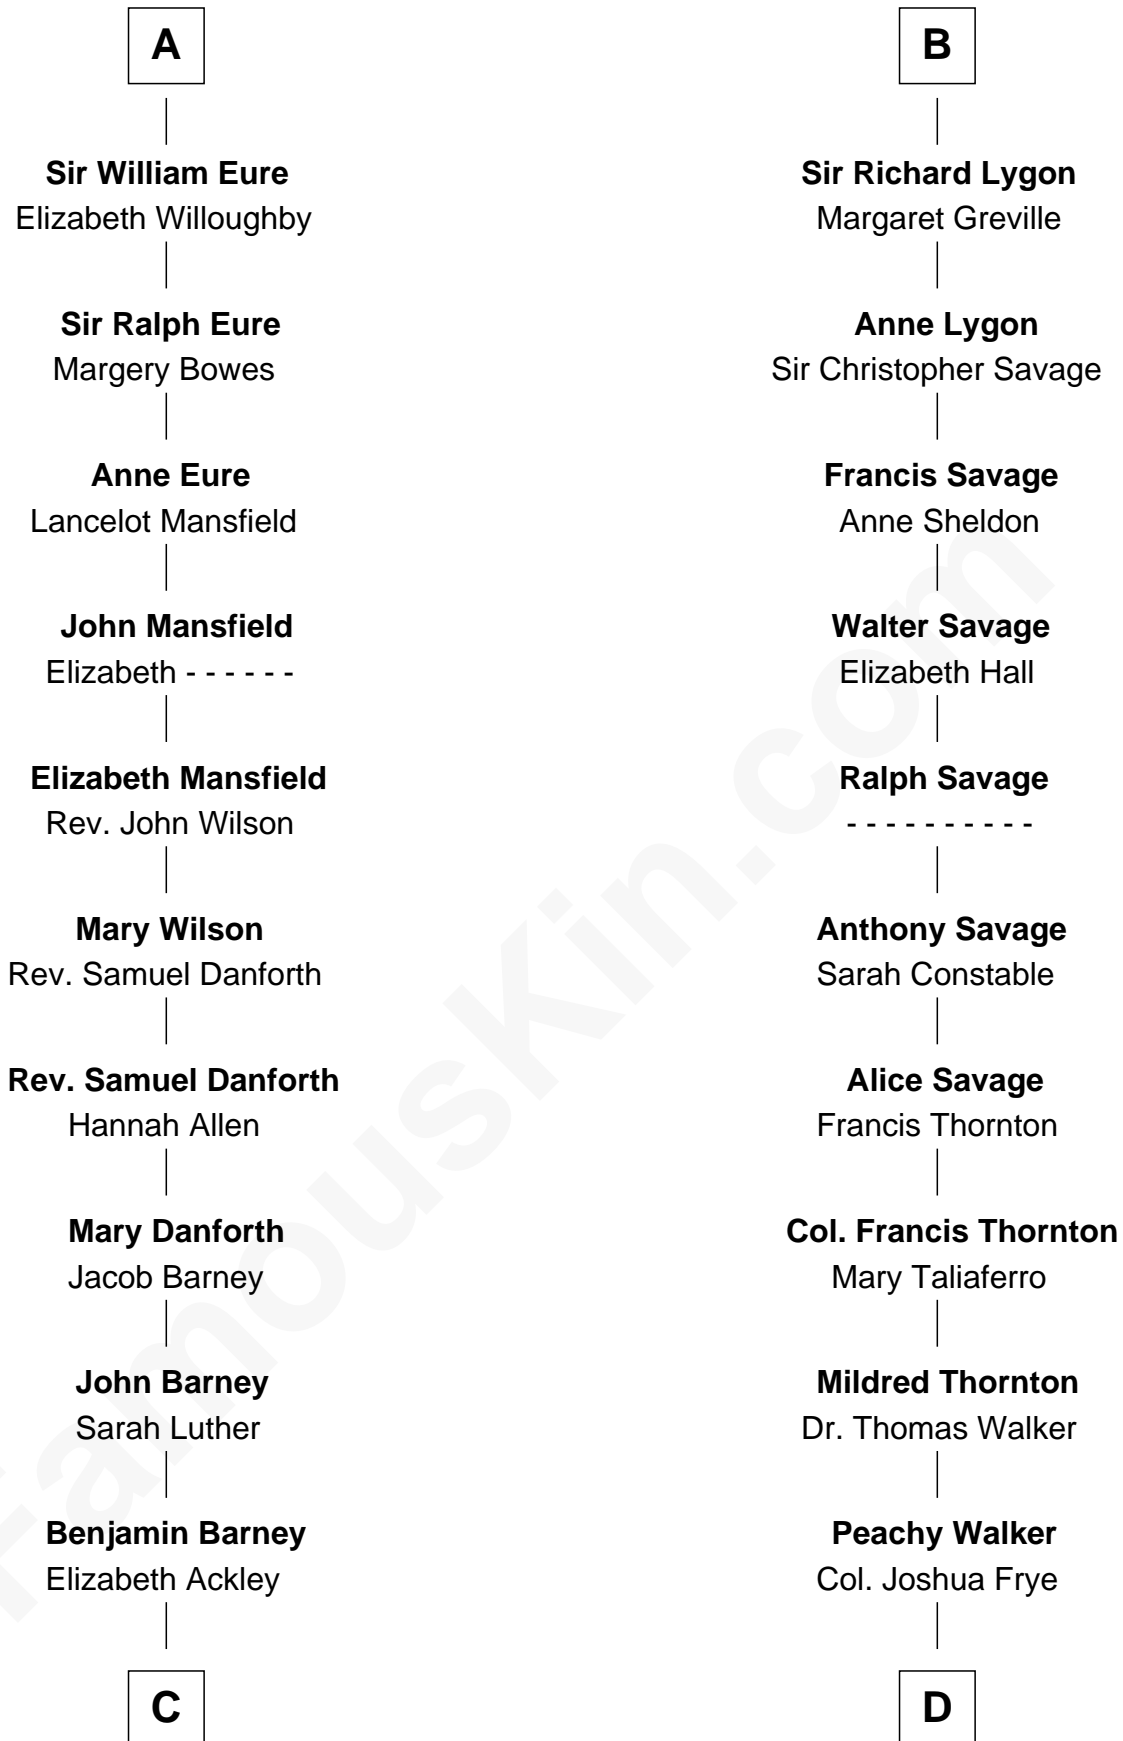 A
Sir William Eure
Elizabeth Willoughby
Sir Ralph Eure
Margery Bowes
Anne Eure
Lancelot Mansfield
John Mansfield
Elizabeth - - - - - -
Elizabeth Mansfield
Rev. John Wilson
Mary Wilson
Rev. Samuel Danforth
Rev. Samuel Danforth
Hannah Allen
Mary Danforth
Jacob Barney
John Barney
Sarah Luther
Benjamin Barney
Elizabeth Ackley
C
B
Sir Richard Lygon
Margaret Greville
Anne Lygon
Sir Christopher Savage
Francis Savage
Anne Sheldon
Walter Savage
Elizabeth Hall
Ralph Savage
- - - - - - - - - -
Anthony Savage
Sarah Constable
Alice Savage
Francis Thornton
Col. Francis Thornton
Mary Taliaferro
Mildred Thornton
Dr. Thomas Walker
Peachy Walker
Col. Joshua Frye
D
FamousKin.com